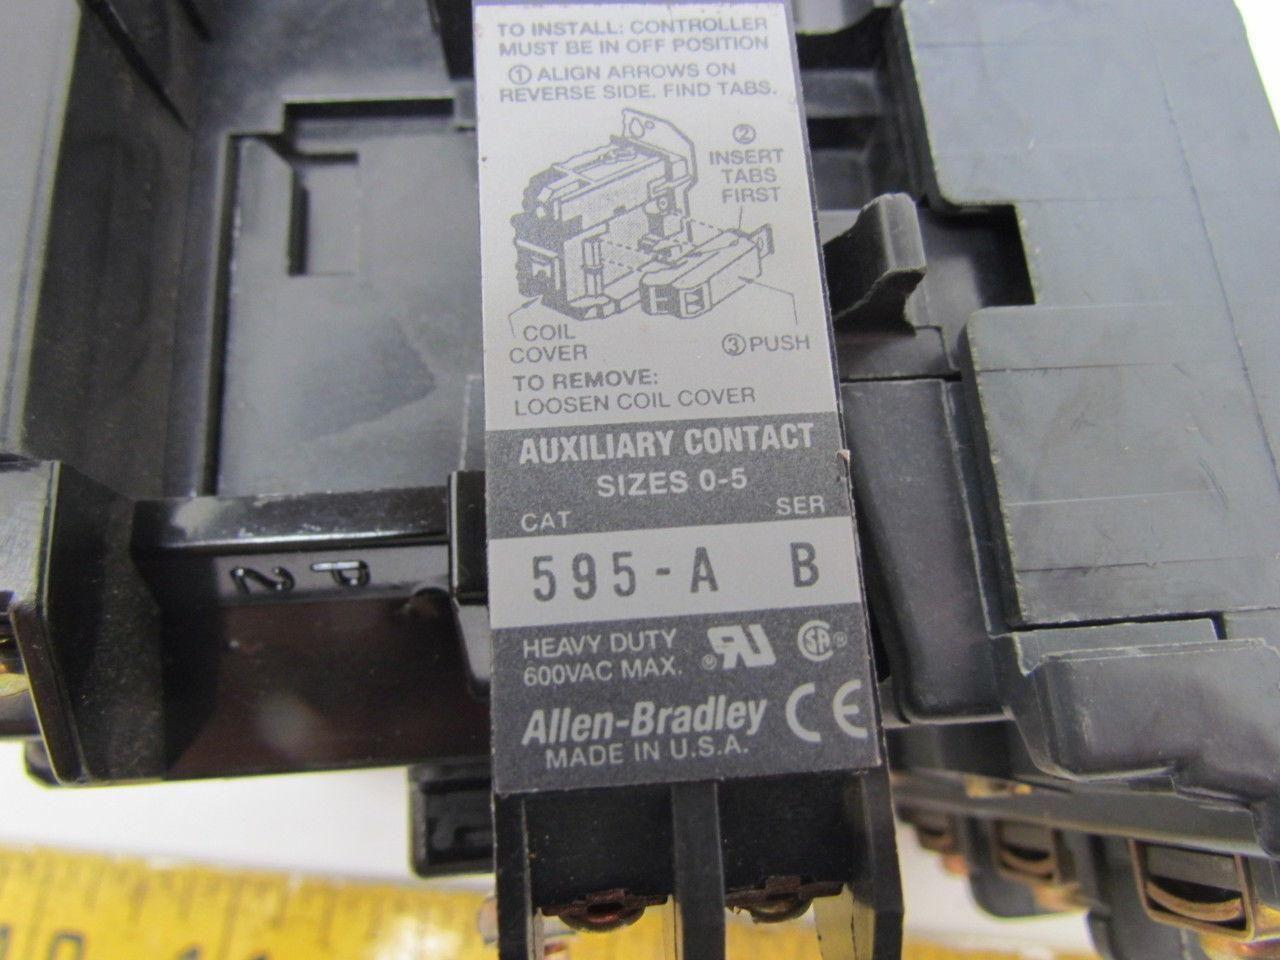 TO INSTALL: CONTROLLER
MUST BE IN OFF POSITION
① ALIGN ARROWS ON
REVERSE SIDE. FIND TABS.
②
INSERT
TABS
FIRST
COIL
COVER
③ PUSH
TO REMOVE:
LOOSEN COIL COVER
AUXILIARY CONTACT
SIZES 0-5
CAT SER
595-A B
HEAVY DUTY
600VAC MAX.
Allen-Bradley
MADE IN U.S.A.
CE